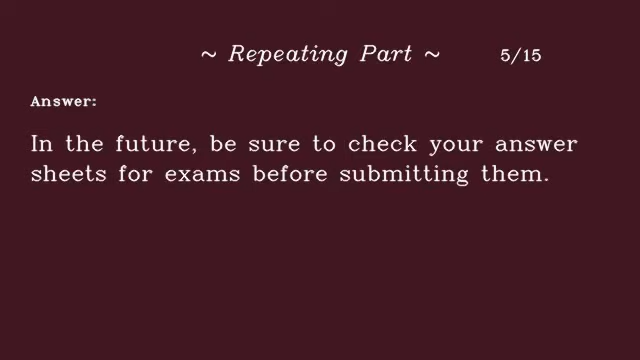 ~ Repeating Part ~ 5/15
Answer:
In the future, be sure to check your answer
sheets for exams before submitting them.